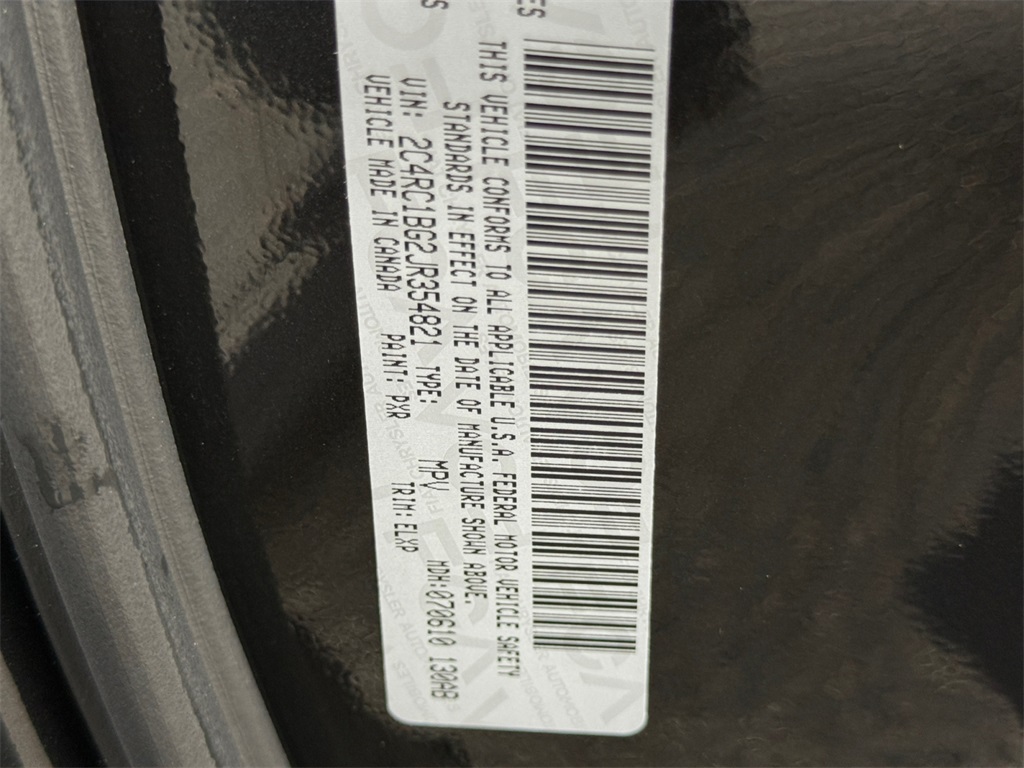 THIS VEHICLE CONFORMS TO ALL APPLICABLE U.S.A. FEDERAL MOTOR VEHICLE SAFETY
STANDARDS IN EFFECT ON THE DATE OF MANUFACTURE SHOWN ABOVE.
VIN: 2C4RC1BG2JR354821 TYPE: MPV MDH:070610 130AB
VEHICLE MADE IN CANADA PAINT: PXR TRIM: ELXP